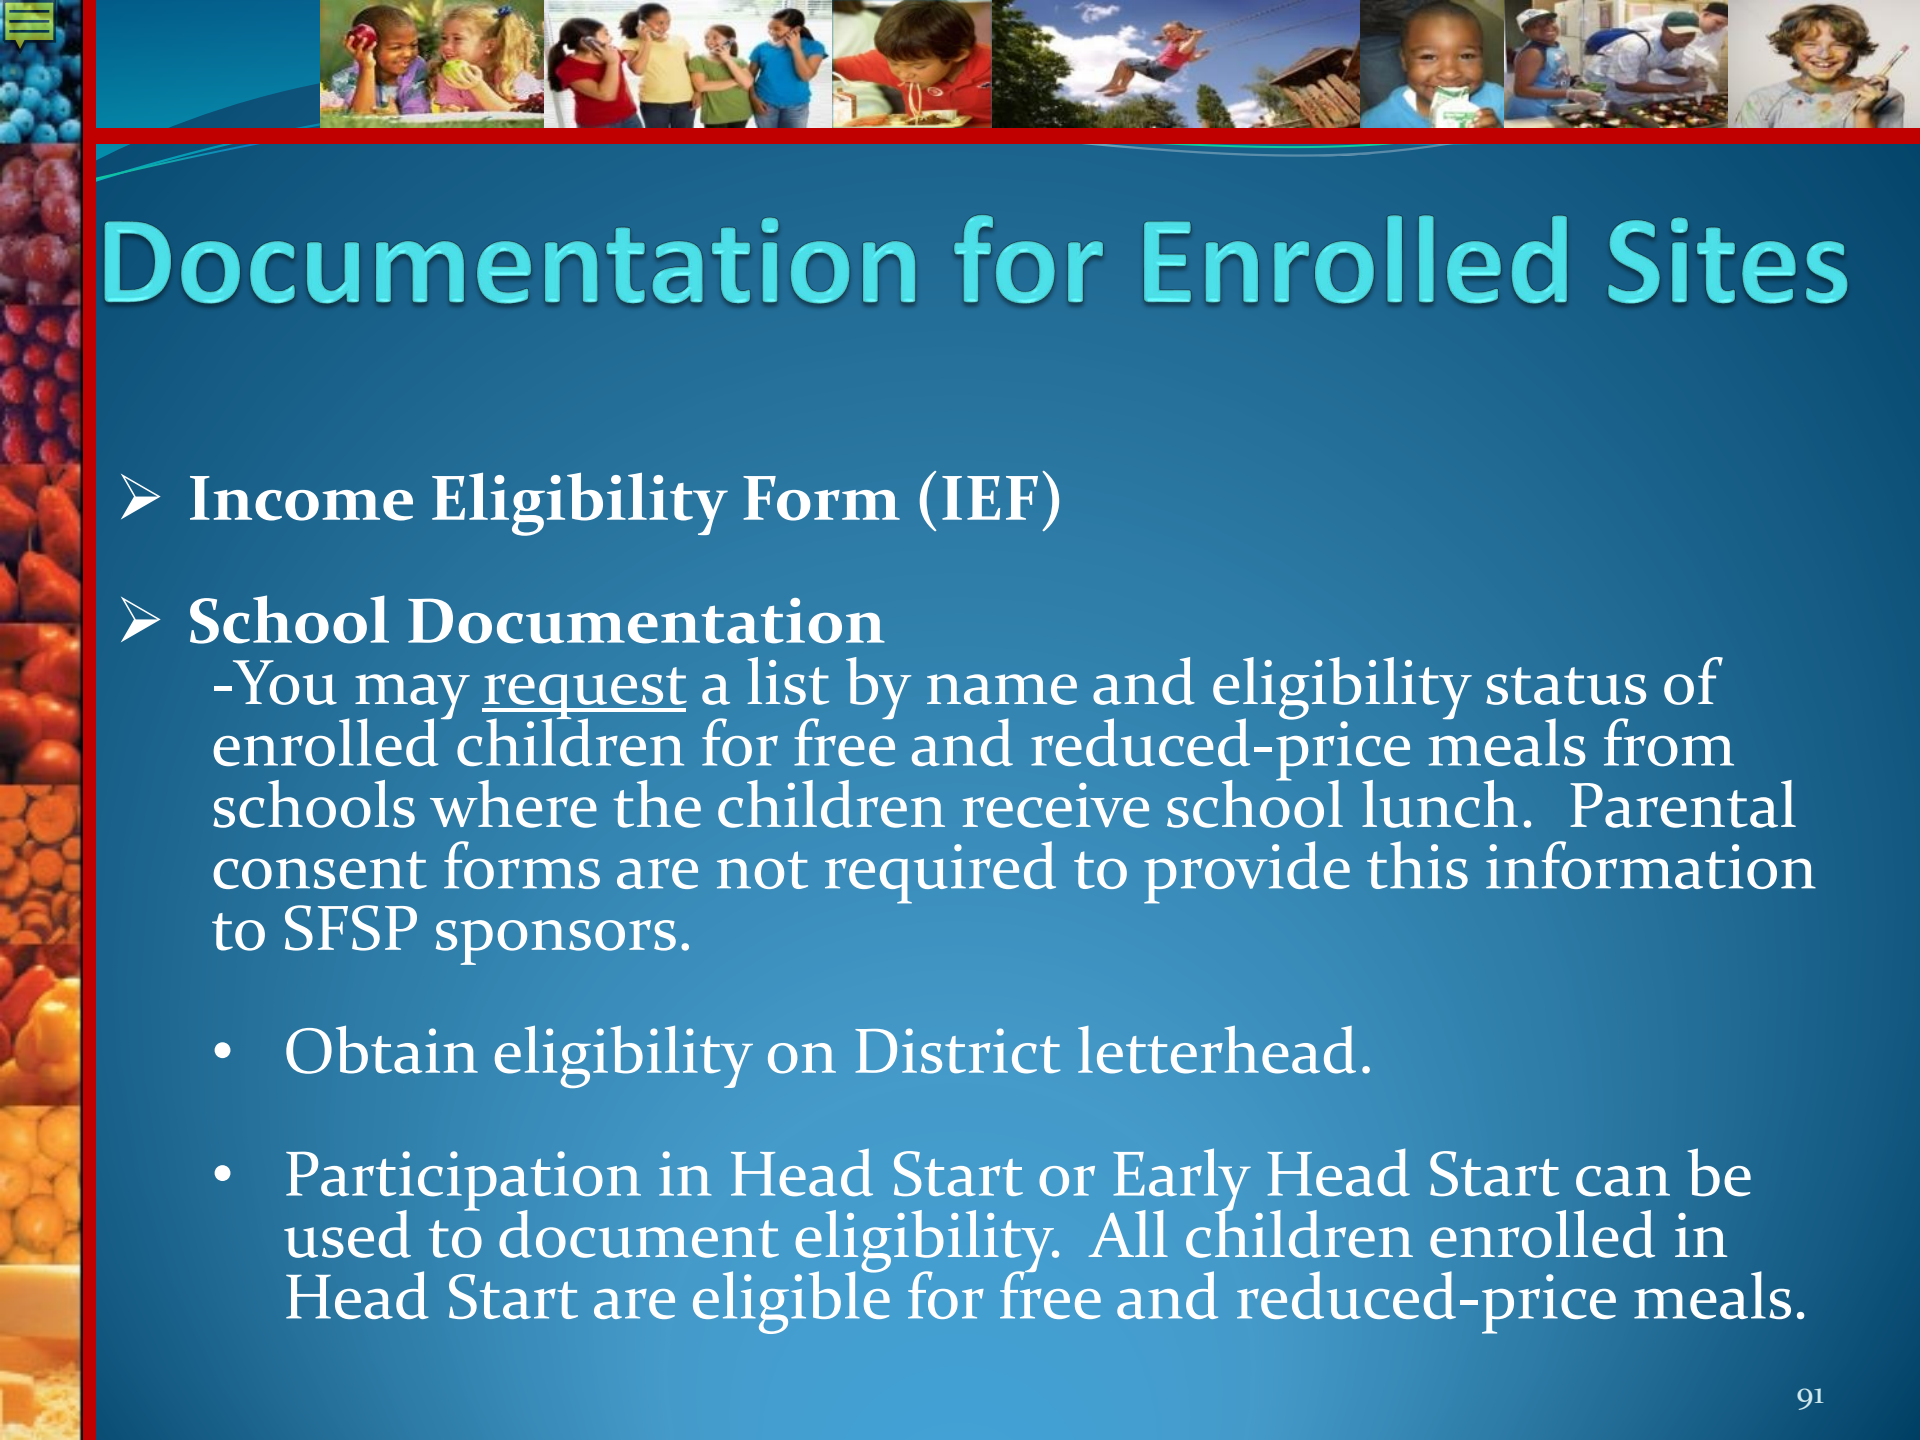 Documentation for Enrolled Sites
➢ Income Eligibility Form (IEF)
➢ School Documentation
-You may request a list by name and eligibility status of
enrolled children for free and reduced-price meals from
schools where the children receive school lunch.  Parental
consent forms are not required to provide this information
to SFSP sponsors.
• Obtain eligibility on District letterhead.
• Participation in Head Start or Early Head Start can be
used to document eligibility.  All children enrolled in
Head Start are eligible for free and reduced-price meals.
91